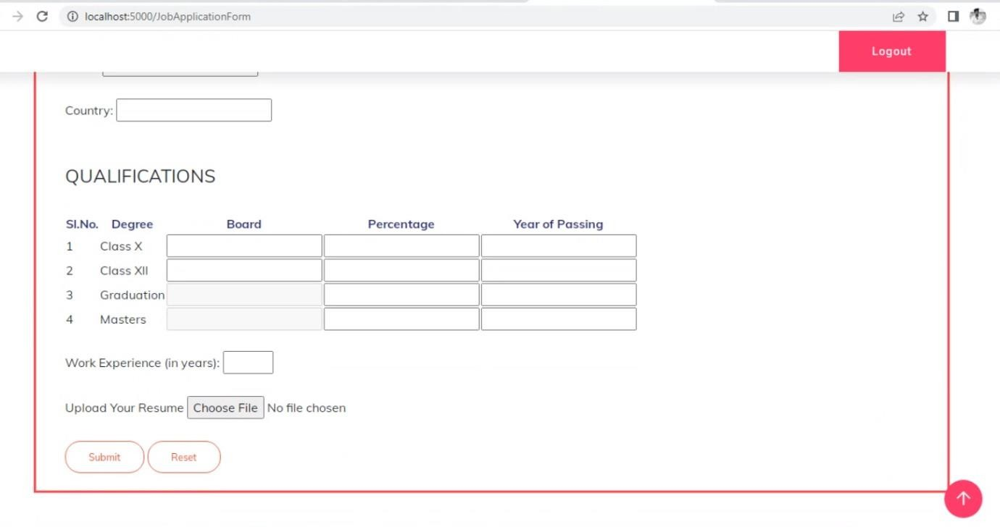 localhost:5000/JobApplicationForm
Logout
Country:
QUALIFICATIONS
Sl.No. Degree Board Percentage Year of Passing
1 Class X
2 Class XII
3 Graduation
4 Masters
Work Experience (in years):
Upload Your Resume Choose File No file chosen
Submit Reset